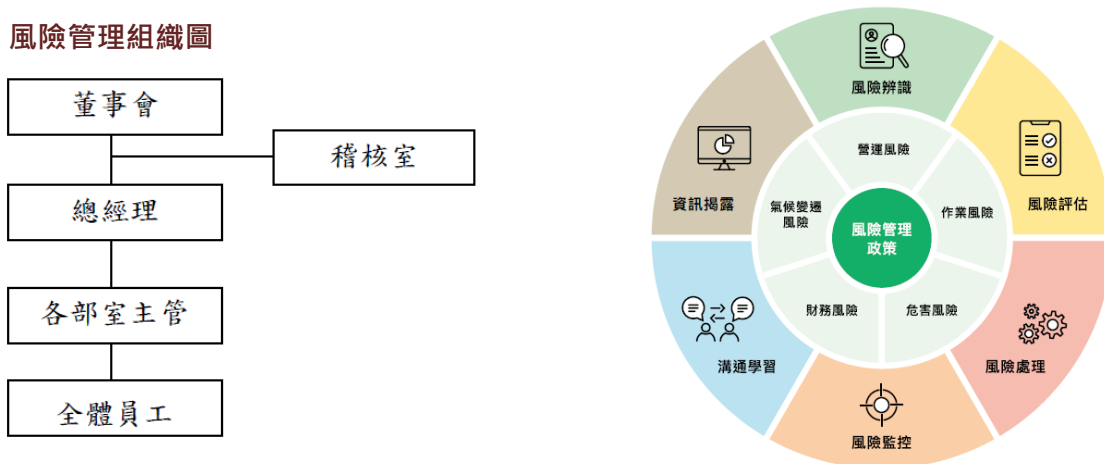 風險管理組織圖
董事會
稽核室
總經理
各部室主管
全體員工
風險辨識
風險評估
風險處理
風險監控
溝通學習
資訊揭露
營運風險
作業風險
危害風險
財務風險
氣候變遷
風險
風險管理
政策